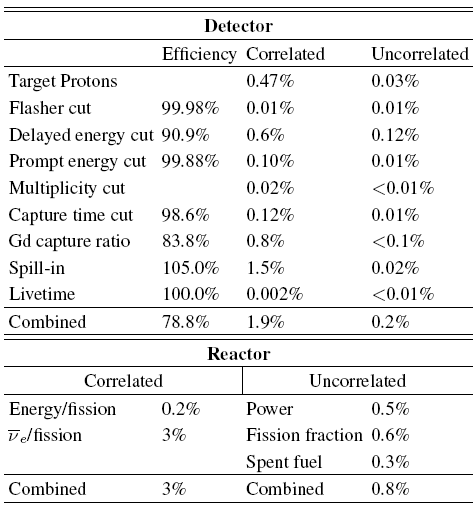 Detector
Efficiency Correlated Uncorrelated
Target Protons 0.47% 0.03%
Flasher cut 99.98% 0.01% 0.01%
Delayed energy cut 90.9% 0.6% 0.12%
Prompt energy cut 99.88% 0.10% 0.01%
Multiplicity cut 0.02% <0.01%
Capture time cut 98.6% 0.12% 0.01%
Gd capture ratio 83.8% 0.8% <0.1%
Spill-in 105.0% 1.5% 0.02%
Livetime 100.0% 0.002% <0.01%
Combined 78.8% 1.9% 0.2%
Reactor
Correlated Uncorrelated
Energy/fission 0.2% Power 0.5%
ν̅e/fission 3% Fission fraction 0.6%
Spent fuel 0.3%
Combined 3% Combined 0.8%